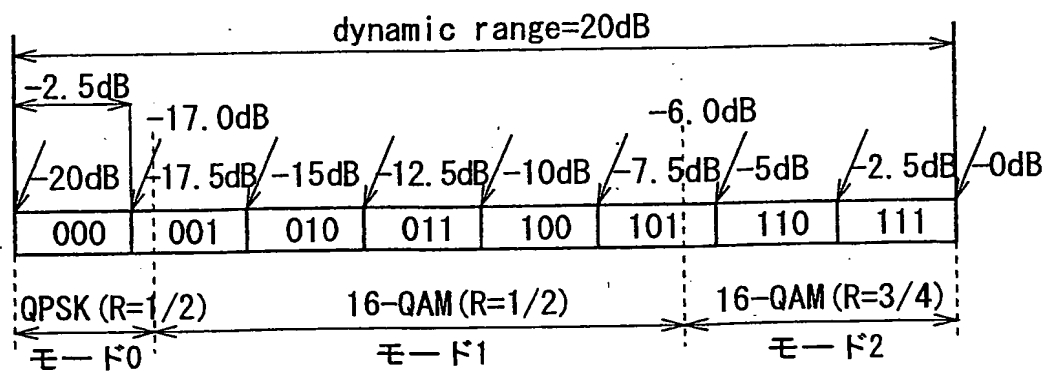 dynamic range=20dB
-2.5dB
-17.0dB
-6.0dB
-20dB -17.5dB -15dB -12.5dB -10dB -7.5dB -5dB -2.5dB -0dB
000 001 010 011 100 101 110 111
QPSK(R=1/2) 16-QAM(R=1/2) 16-QAM(R=3/4)
モード0 モード1 モード2